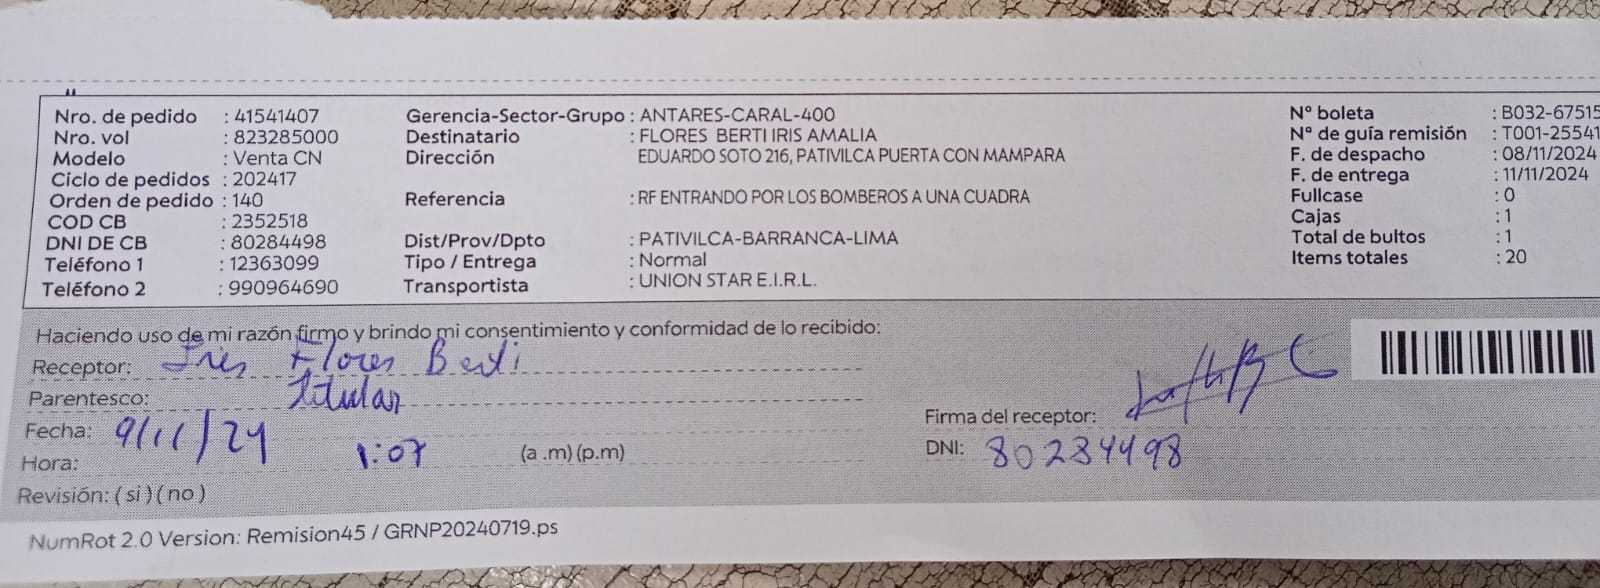 Nro. de pedido : 41541407
Nro. vol : 823285000
Modelo : Venta CN
Ciclo de pedidos : 202417
Orden de pedido : 140
COD CB : 2352518
DNI DE CB : 80284498
Teléfono 1 : 12363099
Teléfono 2 : 990964690
Gerencia-Sector-Grupo : ANTARES-CARAL-400
Destinatario : FLORES BERTI IRIS AMALIA
Dirección EDUARDO SOTO 216, PATIVILCA PUERTA CON MAMPARA
Referencia : RF ENTRANDO POR LOS BOMBEROS A UNA CUADRA
Dist/Prov/Dpto : PATIVILCA-BARRANCA-LIMA
Tipo / Entrega : Normal
Transportista : UNION STAR E.I.R.L.
N° boleta : B032-67515
N° de guía remisión : T001-25541
F. de despacho : 08/11/2024
F. de entrega : 11/11/2024
Fullcase : 0
Cajas : 1
Total de bultos : 1
Items totales : 20
Haciendo uso de mi razón firmo y brindo mi consentimiento y conformidad de lo recibido:
Receptor: Iris Flores Berti
Parentesco: titular
Fecha: 9/11/24
Hora: 1:07 (a .m) (p.m)
Revisión: ( si ) ( no )
Firma del receptor:
DNI: 80284498
NumRot 2.0 Version: Remision45 / GRNP20240719.ps